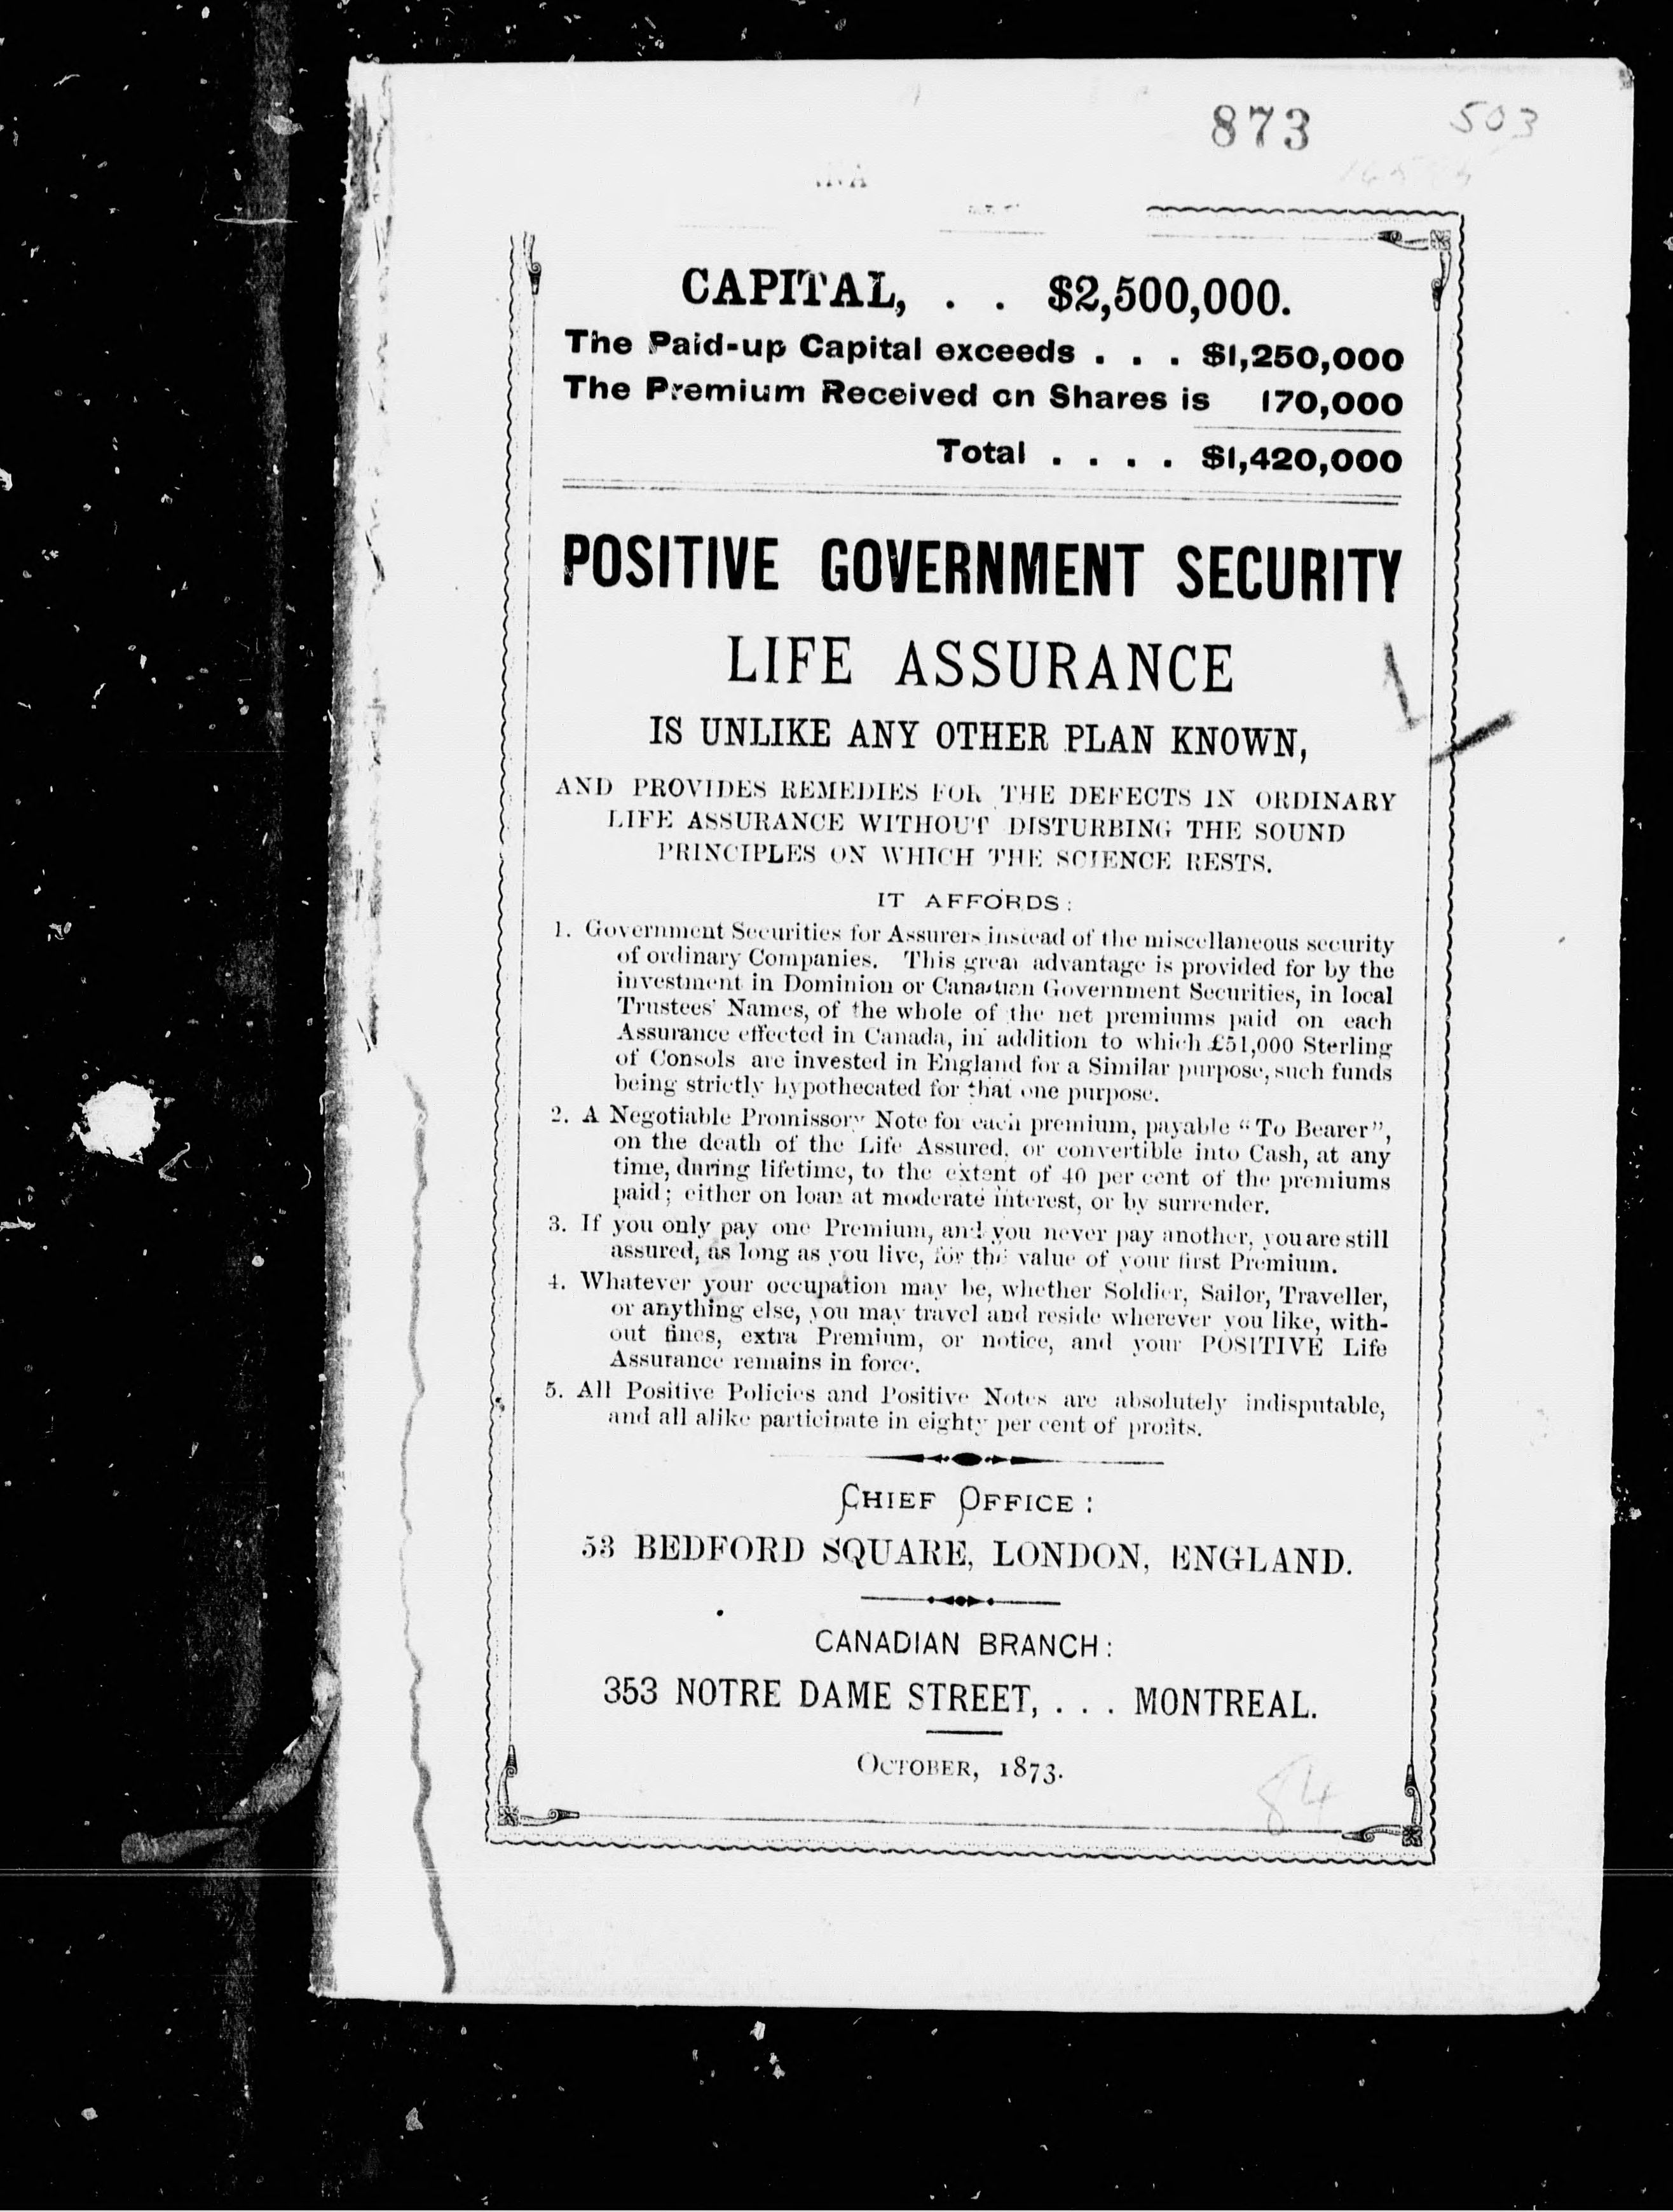 873
503
CAPITAL, . . $2,500,000.
The Paid-up Capital exceeds . . . $1,250,000
The Premium Received on Shares is 170,000
Total . . . . $1,420,000
POSITIVE GOVERNMENT SECURITY
LIFE ASSURANCE
IS UNLIKE ANY OTHER PLAN KNOWN,
AND PROVIDES REMEDIES FOR THE DEFECTS IN ORDINARY
LIFE ASSURANCE WITHOUT DISTURBING THE SOUND
PRINCIPLES ON WHICH THE SCIENCE RESTS.
IT AFFORDS:
1. Government Securities for Assurers instead of the miscellaneous security
of ordinary Companies. This great advantage is provided for by the
investment in Dominion or Canadian Government Securities, in local
Trustees' Names, of the whole of the net premiums paid on each
Assurance effected in Canada, in addition to which £51,000 Sterling
of Consols are invested in England for a Similar purpose, such funds
being strictly hypothecated for that one purpose.
2. A Negotiable Promissory Note for each premium, payable "To Bearer",
on the death of the Life Assured, or convertible into Cash, at any
time, during lifetime, to the extent of 40 per cent of the premiums
paid; either on loan at moderate interest, or by surrender.
3. If you only pay one Premium, and you never pay another, you are still
assured, as long as you live, for the value of your first Premium.
4. Whatever your occupation may be, whether Soldier, Sailor, Traveller,
or anything else, you may travel and reside wherever you like, with-
out fines, extra Premium, or notice, and your POSITIVE Life
Assurance remains in force.
5. All Positive Policies and Positive Notes are absolutely indisputable,
and all alike participate in eighty per cent of profits.
CHIEF OFFICE:
53 BEDFORD SQUARE, LONDON, ENGLAND.
CANADIAN BRANCH:
353 NOTRE DAME STREET, . . . MONTREAL.
OCTOBER, 1873.
84